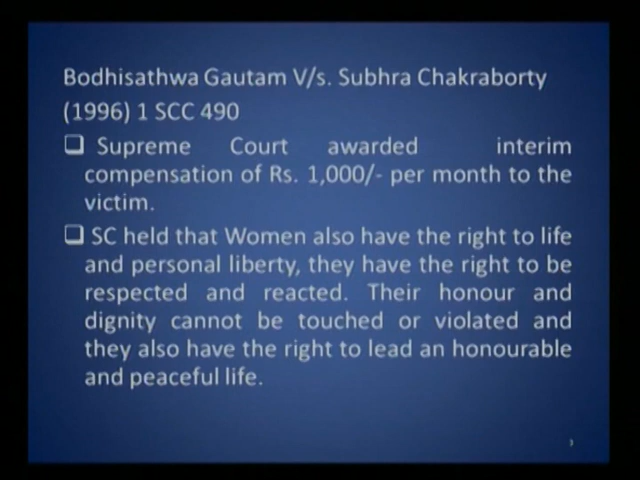 Bodhisathwa Gautam V/s. Subhra Chakraborty
(1996) 1 SCC 490
❑ Supreme Court awarded interim
compensation of Rs. 1,000/- per month to the
victim.
❑ SC held that Women also have the right to life
and personal liberty, they have the right to be
respected and reacted. Their honour and
dignity cannot be touched or violated and
they also have the right to lead an honourable
and peaceful life.
3